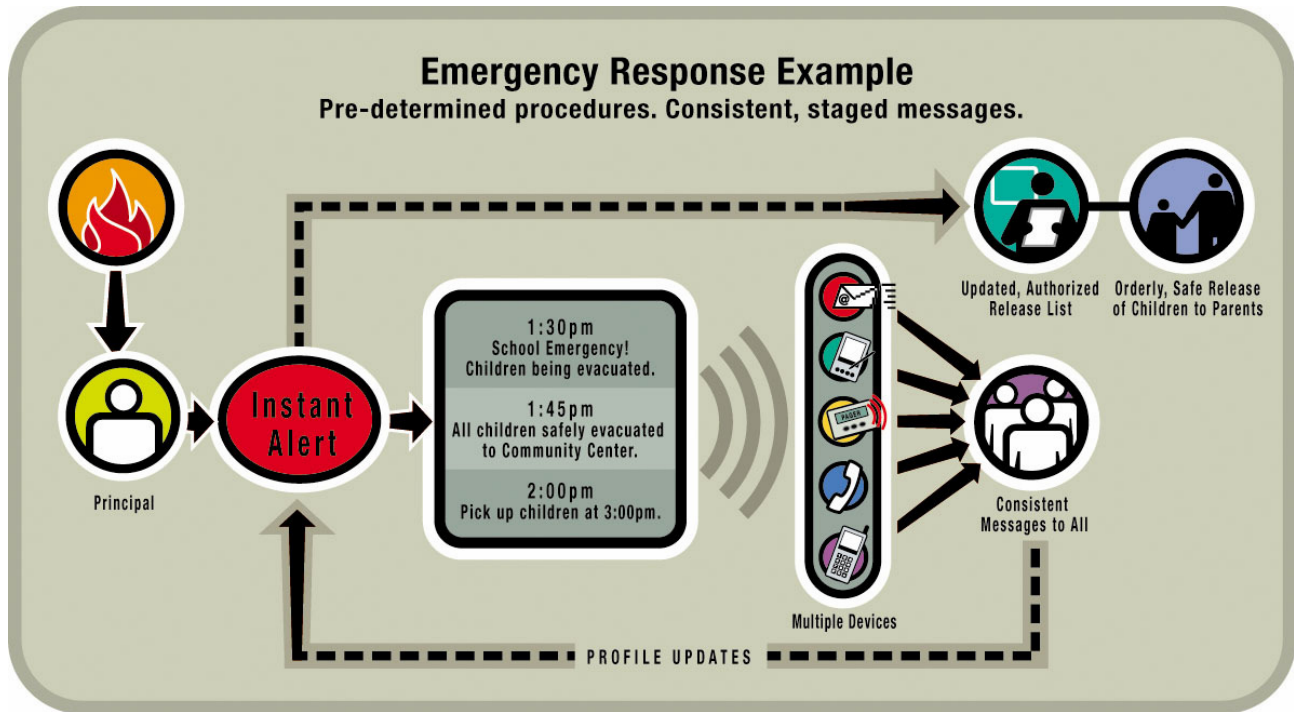 Emergency Response Example
Pre-determined procedures. Consistent, staged messages.
Principal
Instant
Alert
1:30pm
School Emergency!
Children being evacuated.
1:45pm
All children safely evacuated
to Community Center.
2:00pm
Pick up children at 3:00pm.
@
PAGER
Multiple Devices
Updated, Authorized
Release List
Orderly, Safe Release
of Children to Parents
Consistent
Messages to All
PROFILE UPDATES